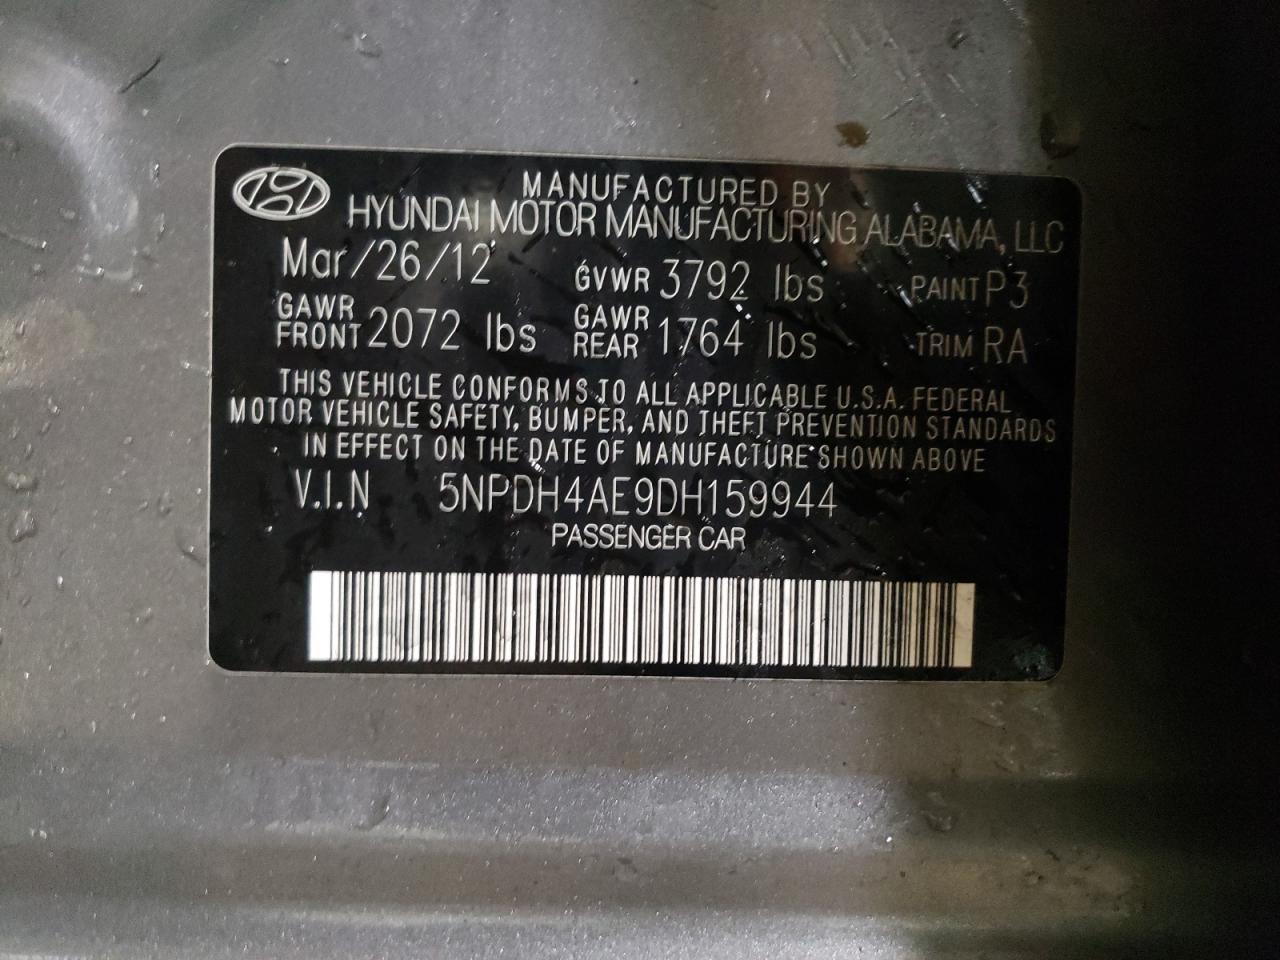 MANUFACTURED BY
HYUNDAI MOTOR MANUFACTURING ALABAMA, LLC
Mar/26/12 GVWR 3792 lbs PAINT P3
GAWR FRONT 2072 lbs GAWR REAR 1764 lbs TRIM RA
THIS VEHICLE CONFORMS TO ALL APPLICABLE U.S.A. FEDERAL
MOTOR VEHICLE SAFETY, BUMPER, AND THEFT PREVENTION STANDARDS
IN EFFECT ON THE DATE OF MANUFACTURE SHOWN ABOVE
V.I.N 5NPDH4AE9DH159944
PASSENGER CAR